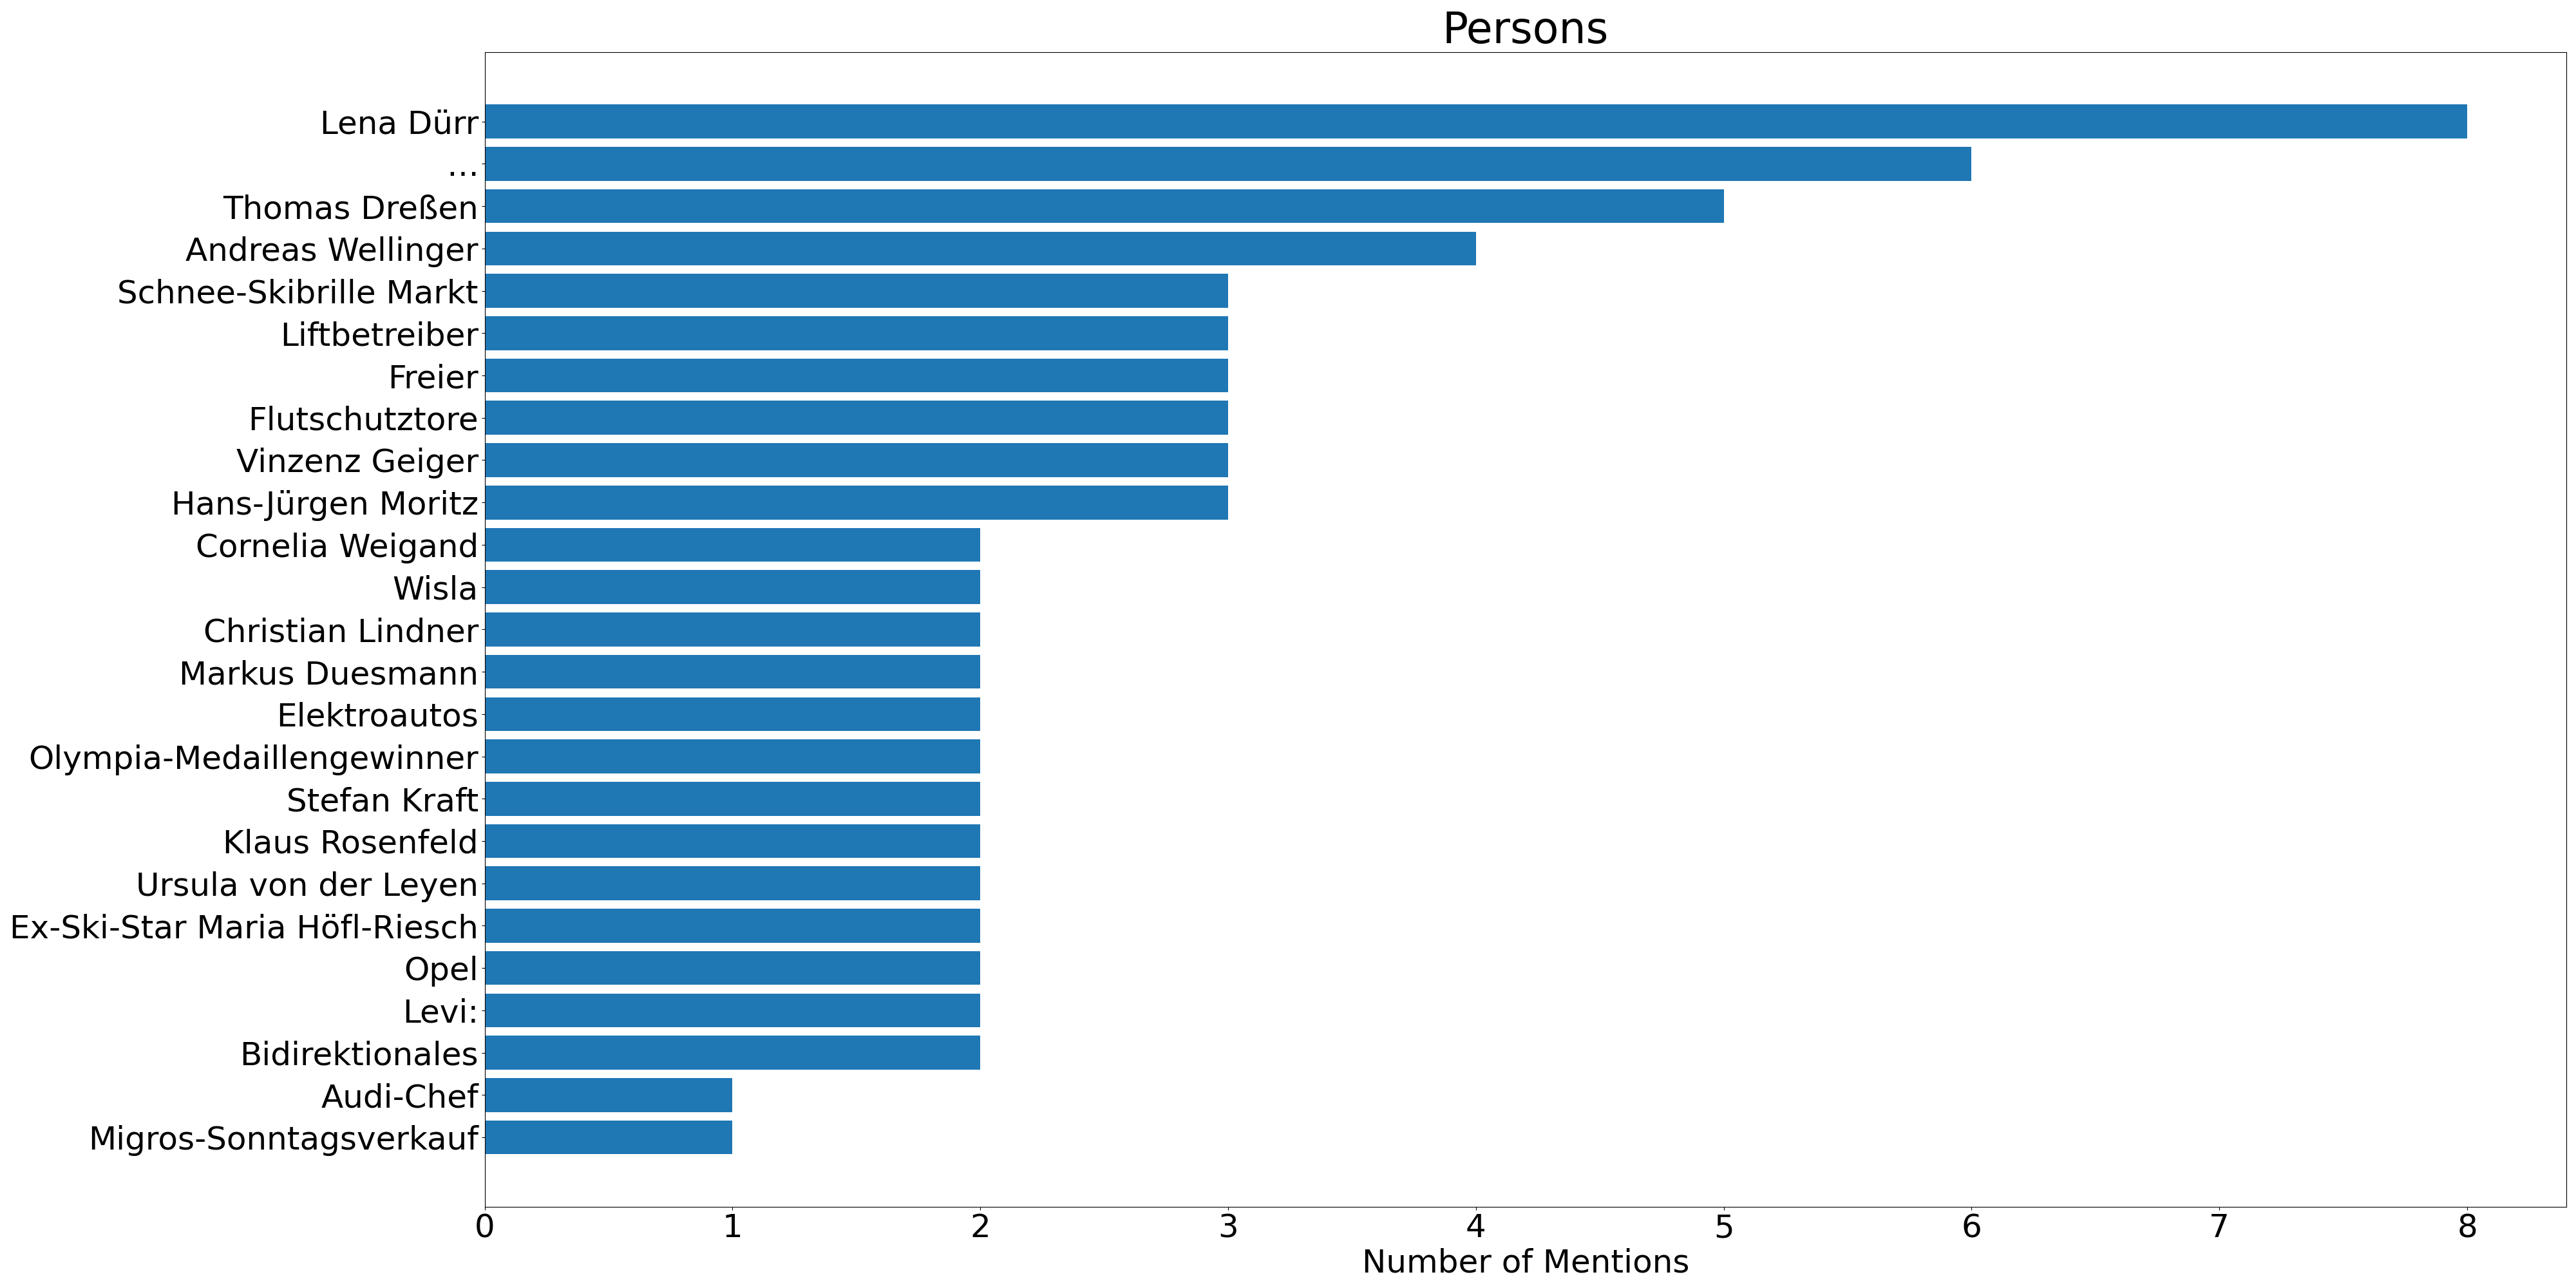 Persons
Lena Dürr
...
Thomas Dreßen
Andreas Wellinger
Schnee-Skibrille Markt
Liftbetreiber
Freier
Flutschutztore
Vinzenz Geiger
Hans-Jürgen Moritz
Cornelia Weigand
Wisla
Christian Lindner
Markus Duesmann
Elektroautos
Olympia-Medaillengewinner
Stefan Kraft
Klaus Rosenfeld
Ursula von der Leyen
Ex-Ski-Star Maria Höfl-Riesch
Opel
Levi:
Bidirektionales
Audi-Chef
Migros-Sonntagsverkauf
0 1 2 3 4 5 6 7 8
Number of Mentions